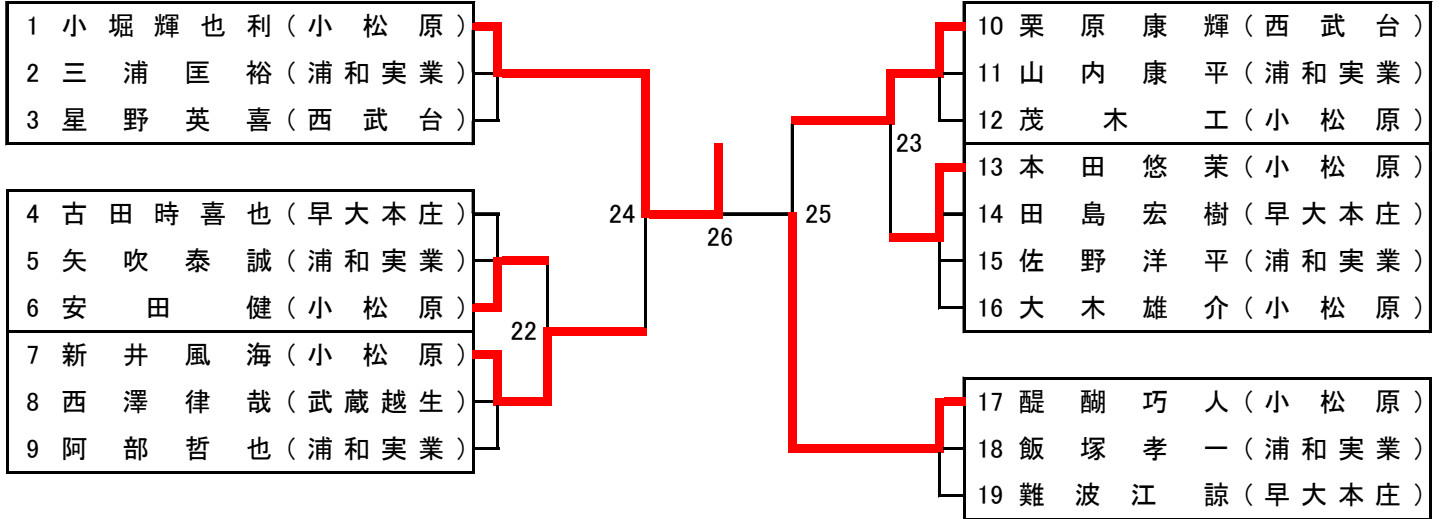 1 小堀輝也利(小松原)
2 三浦匡裕(浦和実業)
3 星野英喜(西武台)
4 古田時喜也(早大本庄)
5 矢吹泰誠(浦和実業)
6 安田健(小松原)
7 新井風海(小松原)
8 西澤律哉(武蔵越生)
9 阿部哲也(浦和実業)
22
24
26
25
23
10 栗原康輝(西武台)
11 山内康平(浦和実業)
12 茂木工(小松原)
13 本田悠茉(小松原)
14 田島宏樹(早大本庄)
15 佐野洋平(浦和実業)
16 大木雄介(小松原)
17 醍醐巧人(小松原)
18 飯塚孝一(浦和実業)
19 難波江諒(早大本庄)